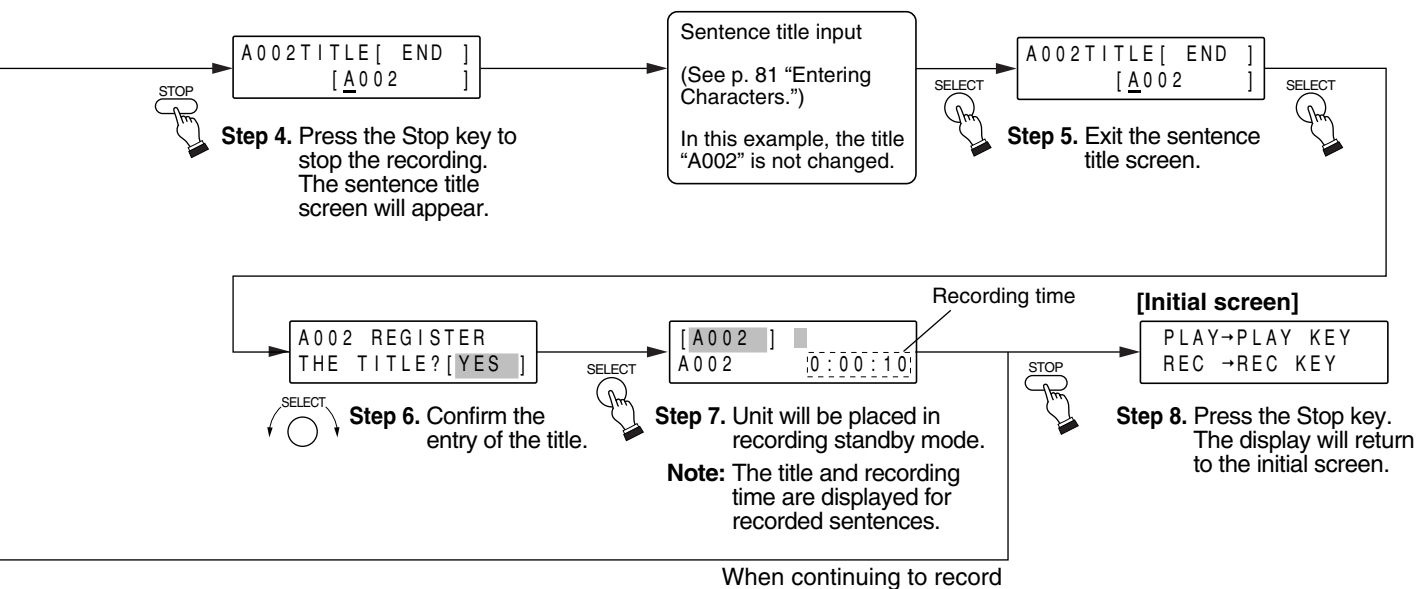 A002TITLE[ END ]
[A002 ]
STOP
Step 4. Press the Stop key to
stop the recording.
The sentence title
screen will appear.
Sentence title input
(See p. 81 “Entering
Characters.”)
In this example, the title
“A002” is not changed.
SELECT
A002TITLE[ END ]
[A002 ]
SELECT
Step 5. Exit the sentence
title screen.
A002 REGISTER
THE TITLE?[YES ]
SELECT
Step 6. Confirm the
entry of the title.
SELECT
Recording time
[A002 ]
A002 0:00:10
Step 7. Unit will be placed in
recording standby mode.
Note: The title and recording
time are displayed for
recorded sentences.
STOP
[Initial screen]
PLAY→PLAY KEY
REC →REC KEY
Step 8. Press the Stop key.
The display will return
to the initial screen.
When continuing to record